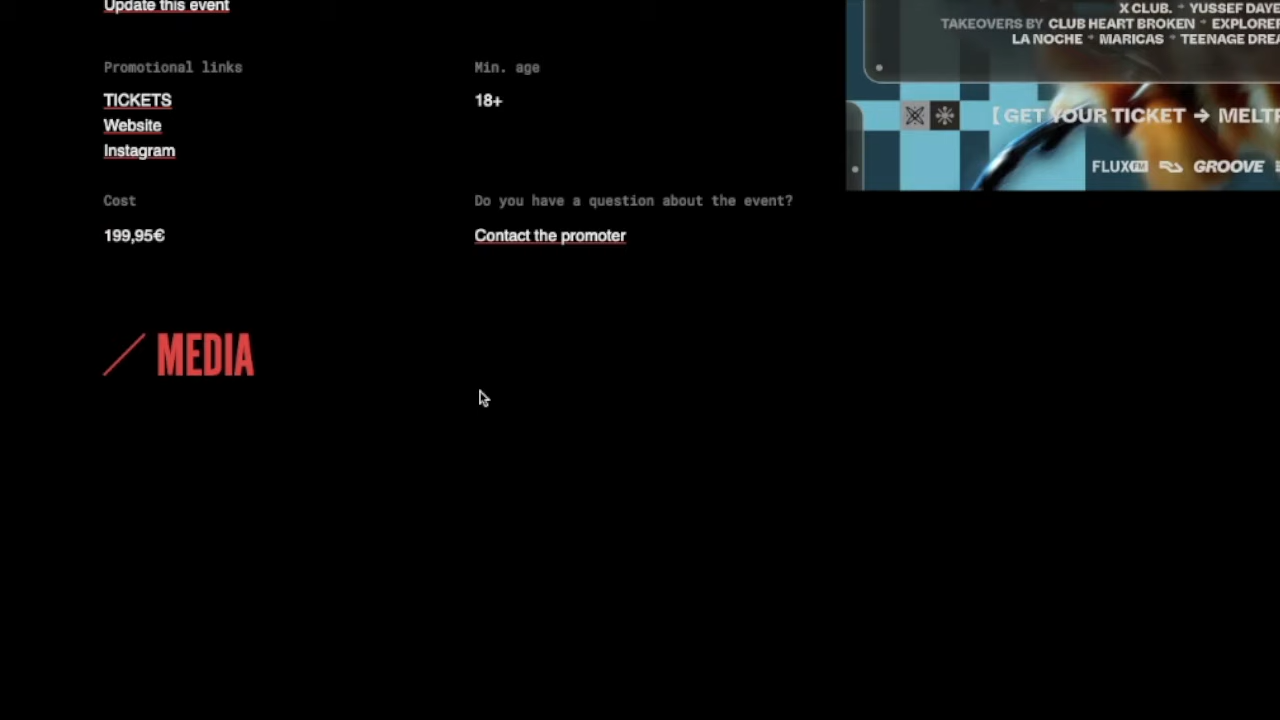 Update this event
Promotional links
TICKETS
Website
Instagram
Min. age
18+
Cost
199,95€
Do you have a question about the event?
Contact the promoter
/ MEDIA
X CLUB. * YUSSEF DAYE
TAKEOVERS BY CLUB HEART BROKEN * EXPLORER
LA NOCHE * MARICAS * TEENAGE DREA
[ GET YOUR TICKET → MELT
FLUX FM GROOVE